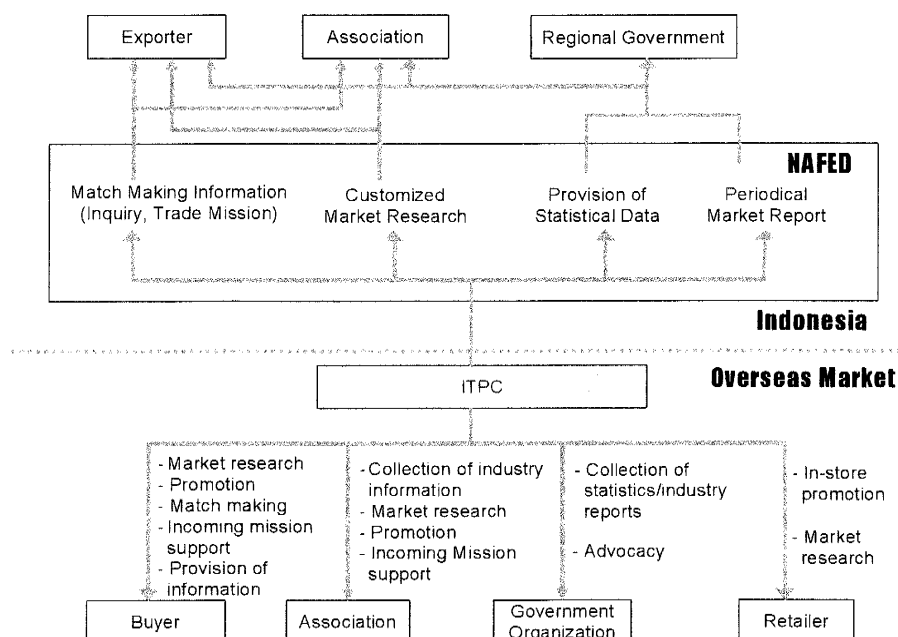 Exporter
Association
Regional Government
NAFED
Match Making Information
(Inquiry, Trade Mission)
Customized
Market Research
Provision of
Statistical Data
Periodical
Market Report
Indonesia
Overseas Market
ITPC
- Market research
- Promotion
- Match making
- Incoming mission
support
- Provision of
information
- Collection of industry
information
- Market research
- Promotion
- Incoming Mission
support
- Collection of
statistics/industry
reports
- Advocacy
- In-store
promotion
- Market
research
Buyer
Association
Government
Organization
Retailer